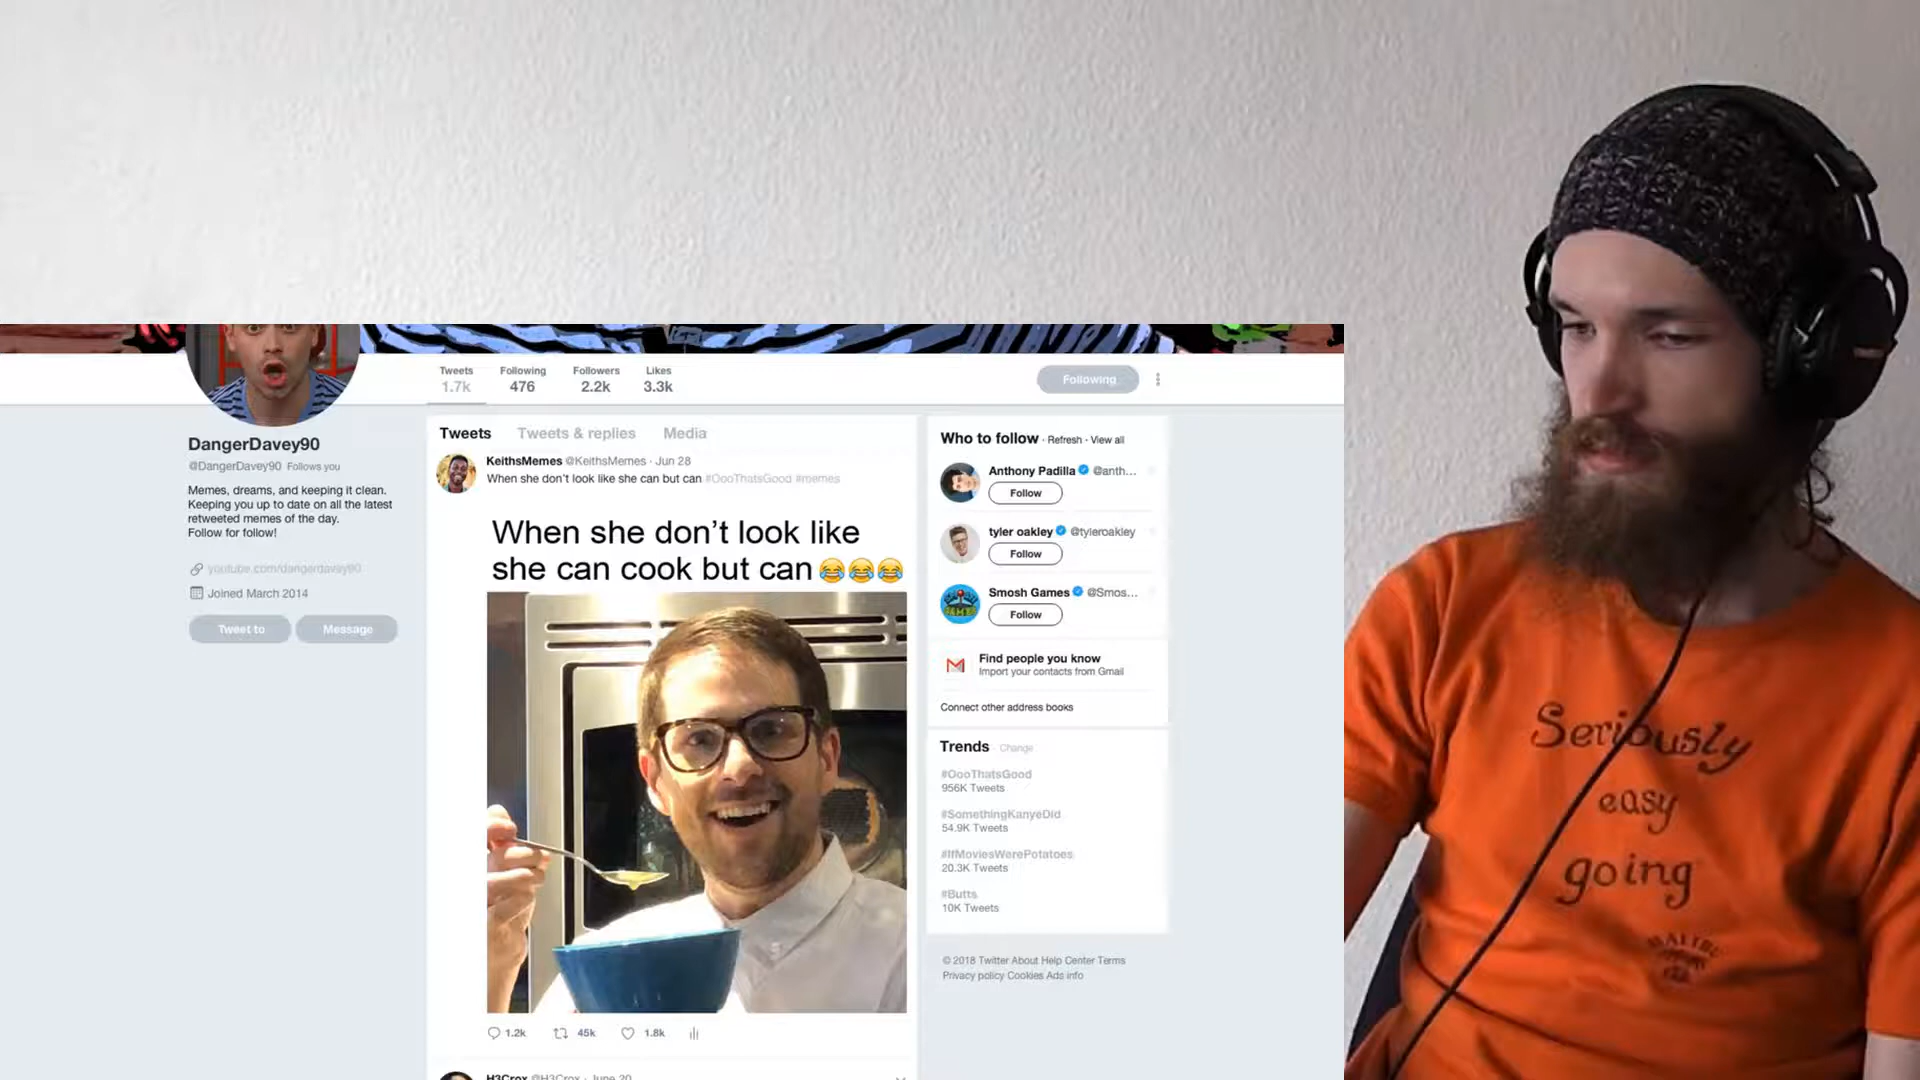 Tweets
1.7k
Following
476
Followers
2.2k
Likes
3.3k
Following
DangerDavey90
@DangerDavey90 Follows you
Memes, dreams, and keeping it clean.
Keeping you up to date on all the latest
retweeted memes of the day.
Follow for follow!
youtube.com/dangerdavey90
Joined March 2014
Tweet to
Message
Tweets
Tweets & replies
Media
KeithsMemes @KeithsMemes · Jun 28
When she don't look like she can but can #OooThatsGood #memes
When she don't look like
she can cook but can 😂😂😂
1.2k
45k
1.8k
H3Crox @H3Crox · June 20
Who to follow · Refresh · View all
Anthony Padilla @anth...
Follow
tyler oakley @tyleroakley
Follow
Smosh Games @Smos...
Follow
Find people you know
Import your contacts from Gmail
Connect other address books
Trends · Change
#OooThatsGood
956K Tweets
#SomethingKanyeDid
54.9K Tweets
#IfMoviesWerePotatoes
20.3K Tweets
#Butts
10K Tweets
© 2018 Twitter About Help Center Terms
Privacy policy Cookies Ads info
Seriously
easy
going